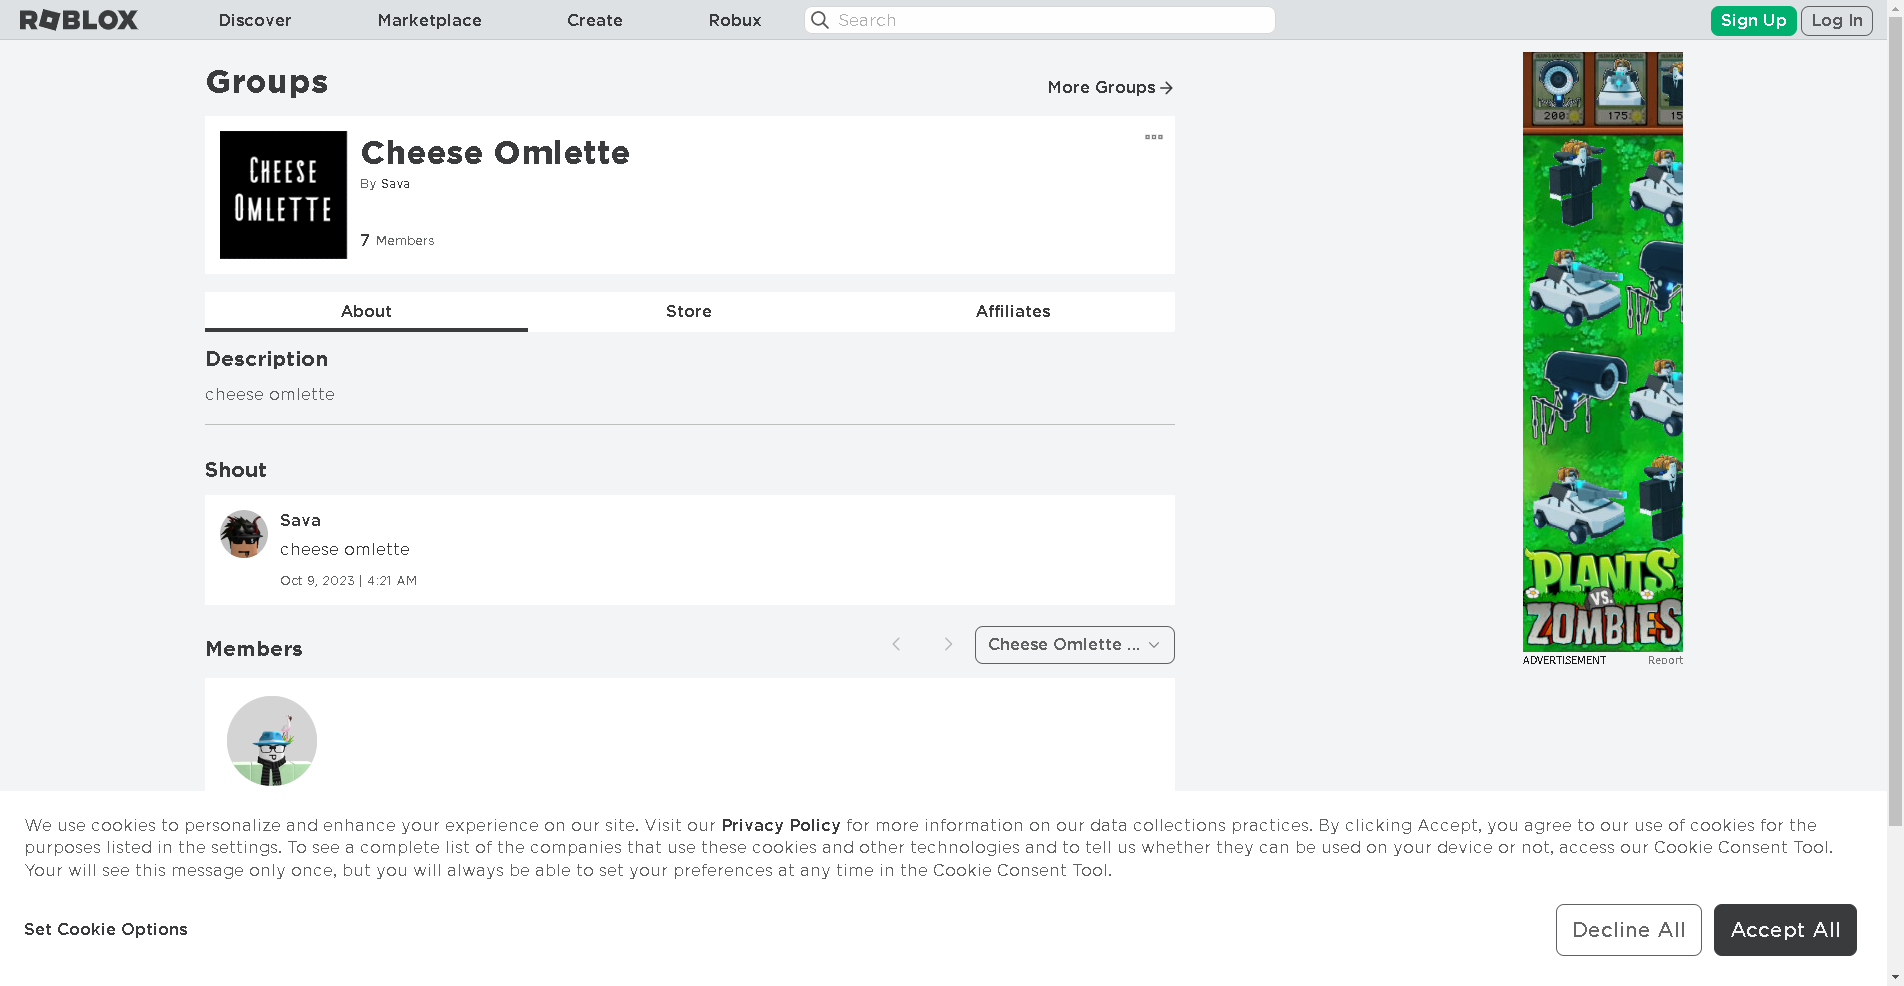 ROBLOX
Discover
Marketplace
Create
Robux
Search
Sign Up
Log In
Groups
More Groups
CHEESE
OMLETTE
Cheese Omlette
By Sava
7 Members
About
Store
Affiliates
Description
cheese omlette
Shout
Sava
cheese omlette
Oct 9, 2023 | 4:21 AM
Members
Cheese Omlette ...
200
175
15
PLANTS
VS.
ZOMBIES
ADVERTISEMENT
Report
We use cookies to personalize and enhance your experience on our site. Visit our Privacy Policy for more information on our data collections practices. By clicking Accept, you agree to our use of cookies for the
purposes listed in the settings. To see a complete list of the companies that use these cookies and other technologies and to tell us whether they can be used on your device or not, access our Cookie Consent Tool.
Your will see this message only once, but you will always be able to set your preferences at any time in the Cookie Consent Tool.
Set Cookie Options
Decline All
Accept All